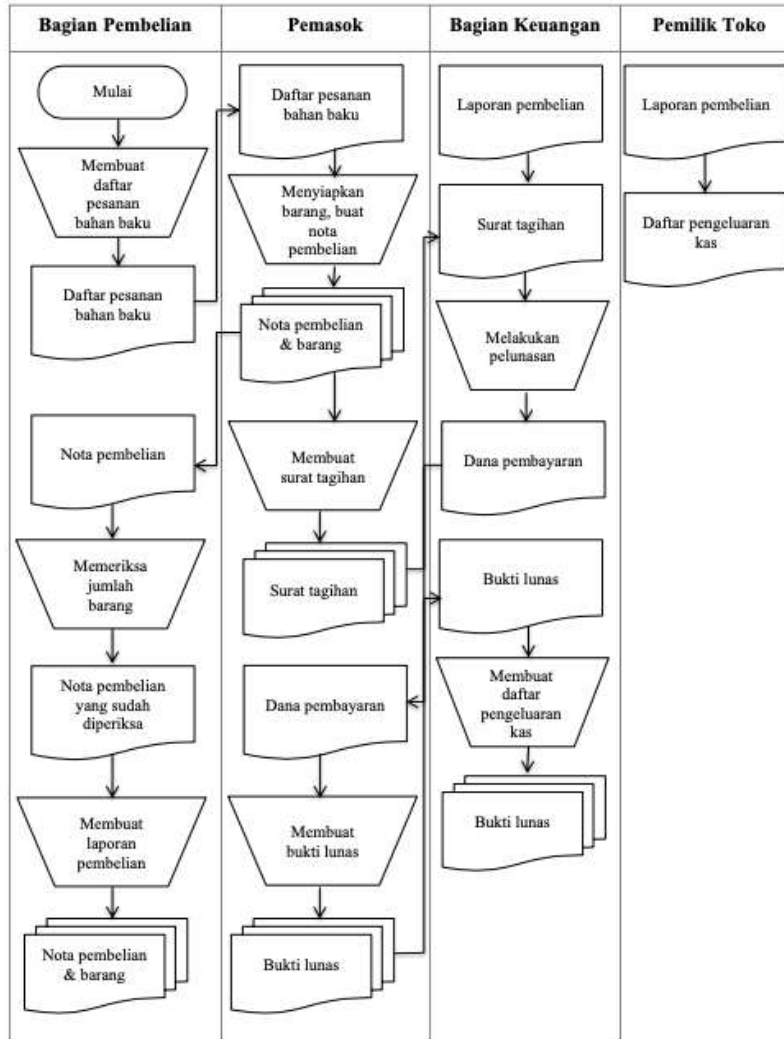 Bagian Pembelian
Pemasok
Bagian Keuangan
Pemilik Toko
Mulai
Membuat
daftar
pesanan
bahan baku
Daftar pesanan
bahan baku
Nota pembelian
Memeriksa
jumlah
barang
Nota pembelian
yang sudah
diperiksa
Membuat
laporan
pembelian
Nota pembelian
& barang
Daftar pesanan
bahan baku
Menyiapkan
barang, buat
nota
pembelian
Nota pembelian
& barang
Membuat
surat tagihan
Surat tagihan
Dana pembayaran
Membuat
bukti lunas
Bukti lunas
Laporan pembelian
Surat tagihan
Melakukan
pelunasan
Dana pembayaran
Bukti lunas
Membuat
daftar
pengeluaran
kas
Bukti lunas
Laporan pembelian
Daftar pengeluaran
kas